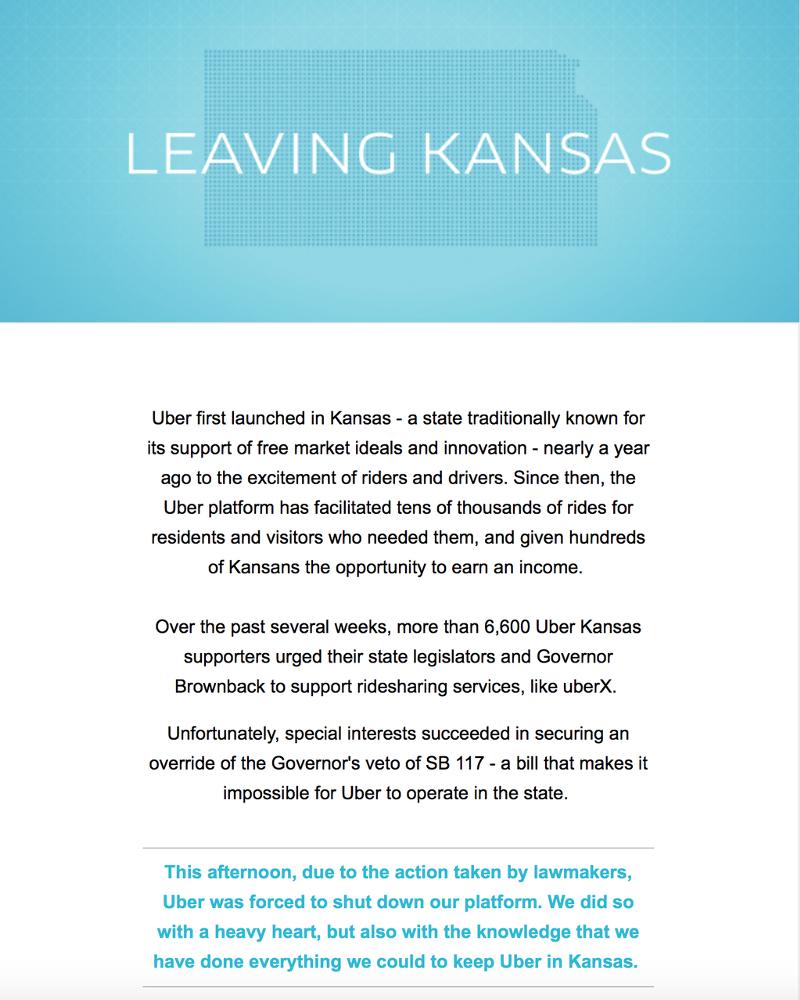 LEAVING KANSAS
Uber first launched in Kansas - a state traditionally known for
its support of free market ideals and innovation - nearly a year
ago to the excitement of riders and drivers. Since then, the
Uber platform has facilitated tens of thousands of rides for
residents and visitors who needed them, and given hundreds
of Kansans the opportunity to earn an income.
Over the past several weeks, more than 6,600 Uber Kansas
supporters urged their state legislators and Governor
Brownback to support ridesharing services, like uberX.
Unfortunately, special interests succeeded in securing an
override of the Governor's veto of SB 117 - a bill that makes it
impossible for Uber to operate in the state.
This afternoon, due to the action taken by lawmakers,
Uber was forced to shut down our platform. We did so
with a heavy heart, but also with the knowledge that we
have done everything we could to keep Uber in Kansas.